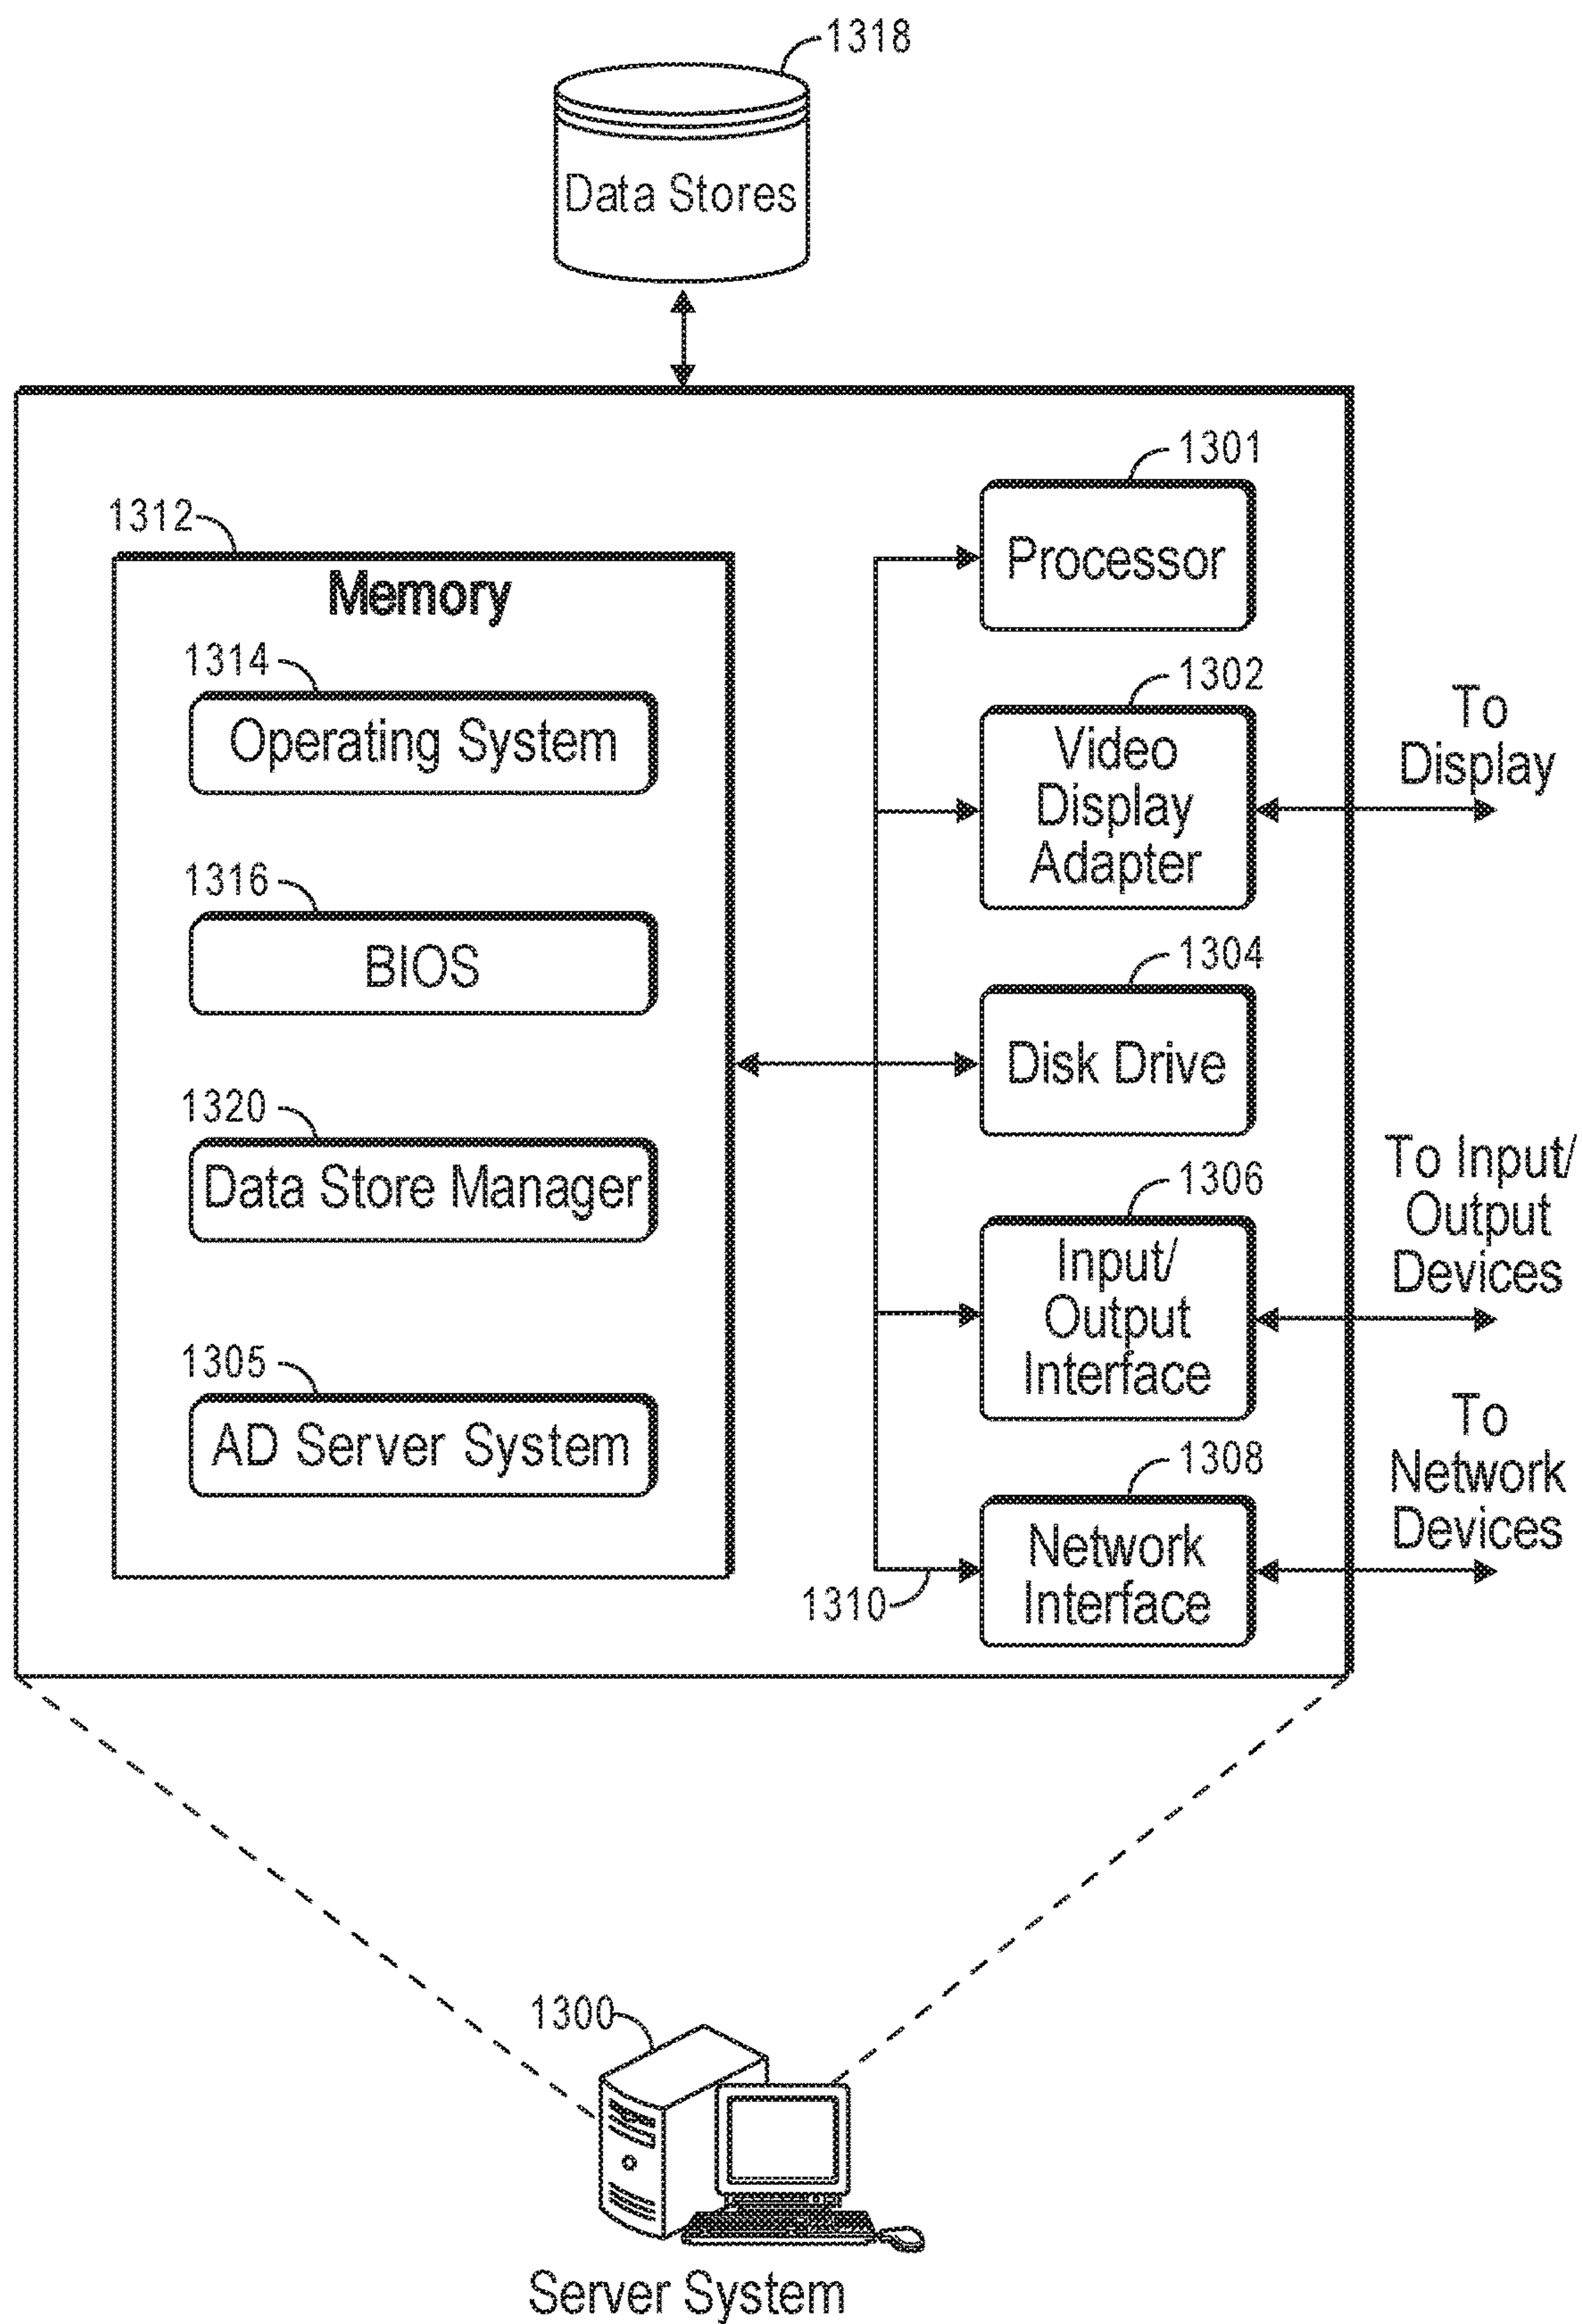 1318
Data Stores
1301
Processor
1312
Memory
1314
Operating System
1302
Video
Display
Adapter
To
Display
1316
BIOS
1304
Disk Drive
1320
Data Store Manager
1306
Input/
Output
Interface
To Input/
Output
Devices
1305
AD Server System
1308
Network
Interface
To
Network
Devices
1310
1300
Server System